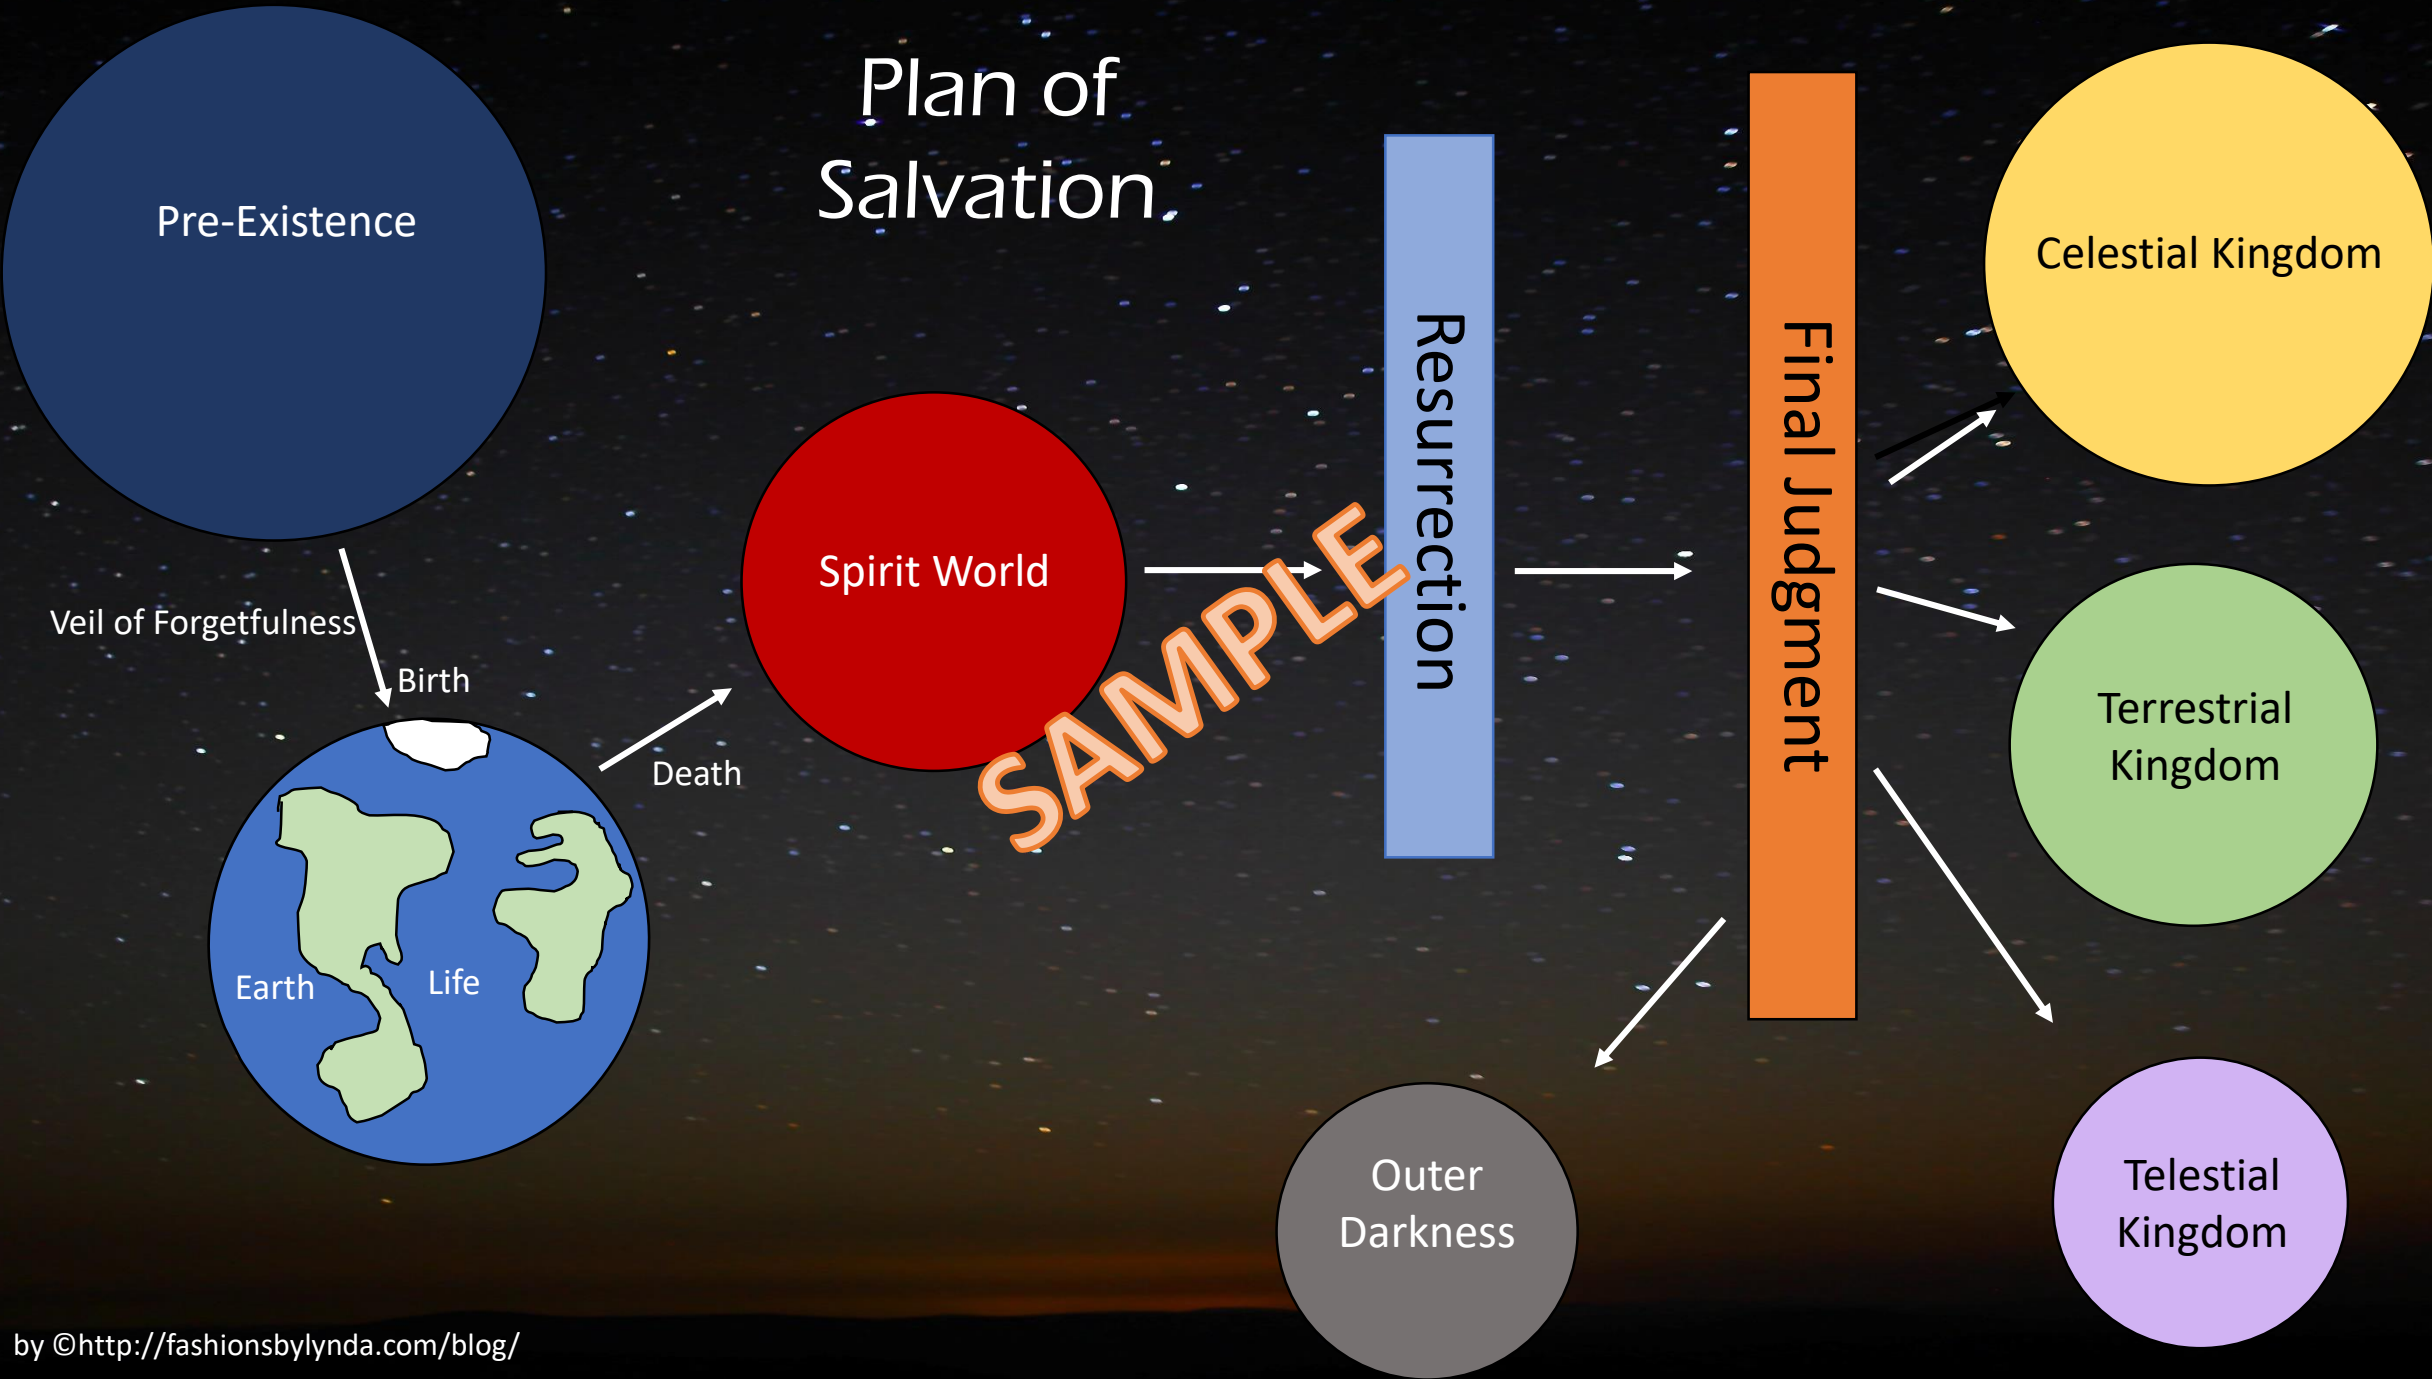 Plan of
Salvation
Pre-Existence
Veil of Forgetfulness
Birth
Earth
Life
Death
Spirit World
SAMPLE
Resurrection
Final Judgment
Celestial Kingdom
Terrestrial
Kingdom
Telestial
Kingdom
Outer
Darkness
by ©http://fashionsbylynda.com/blog/